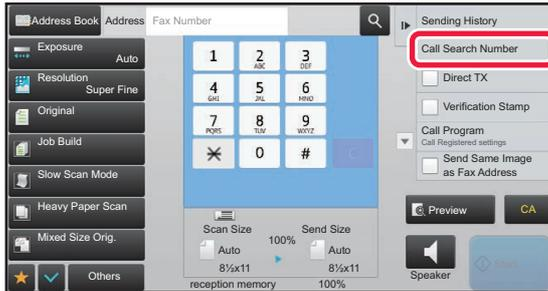 Address Book
Address
Fax Number
Sending History
Exposure
Auto
Call Search Number
Resolution
Super Fine
Direct TX
Original
Verification Stamp
Job Build
Call Program
Call Registered settings
Slow Scan Mode
Send Same Image
as Fax Address
Heavy Paper Scan
Mixed Size Orig.
Others
1
2
ABC
3
DEF
4
GHI
5
JKL
6
MNO
7
PQRS
8
TUV
9
WXYZ
0
#
C
Scan Size
Send Size
100%
Auto
Auto
8½x11
8½x11
reception memory
100%
Preview
CA
Speaker
Start